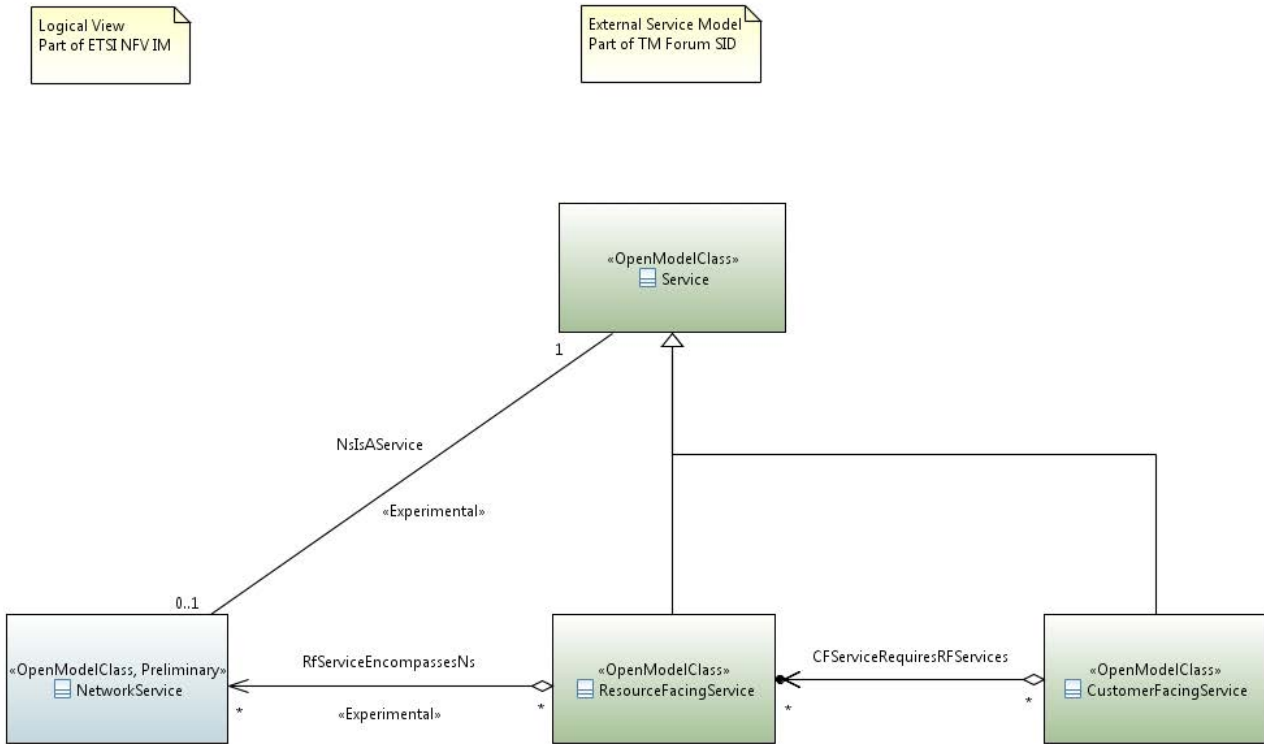 Logical View
Part of ETSI NFV IM
External Service Model
Part of TM Forum SID
«OpenModelClass»
Service
1
NsIsAService
«Experimental»
0..1
«OpenModelClass, Preliminary»
NetworkService
RfServiceEncompassesNs
*
«Experimental»
*
«OpenModelClass»
ResourceFacingService
CFServiceRequiresRFServices
*
*
«OpenModelClass»
CustomerFacingService